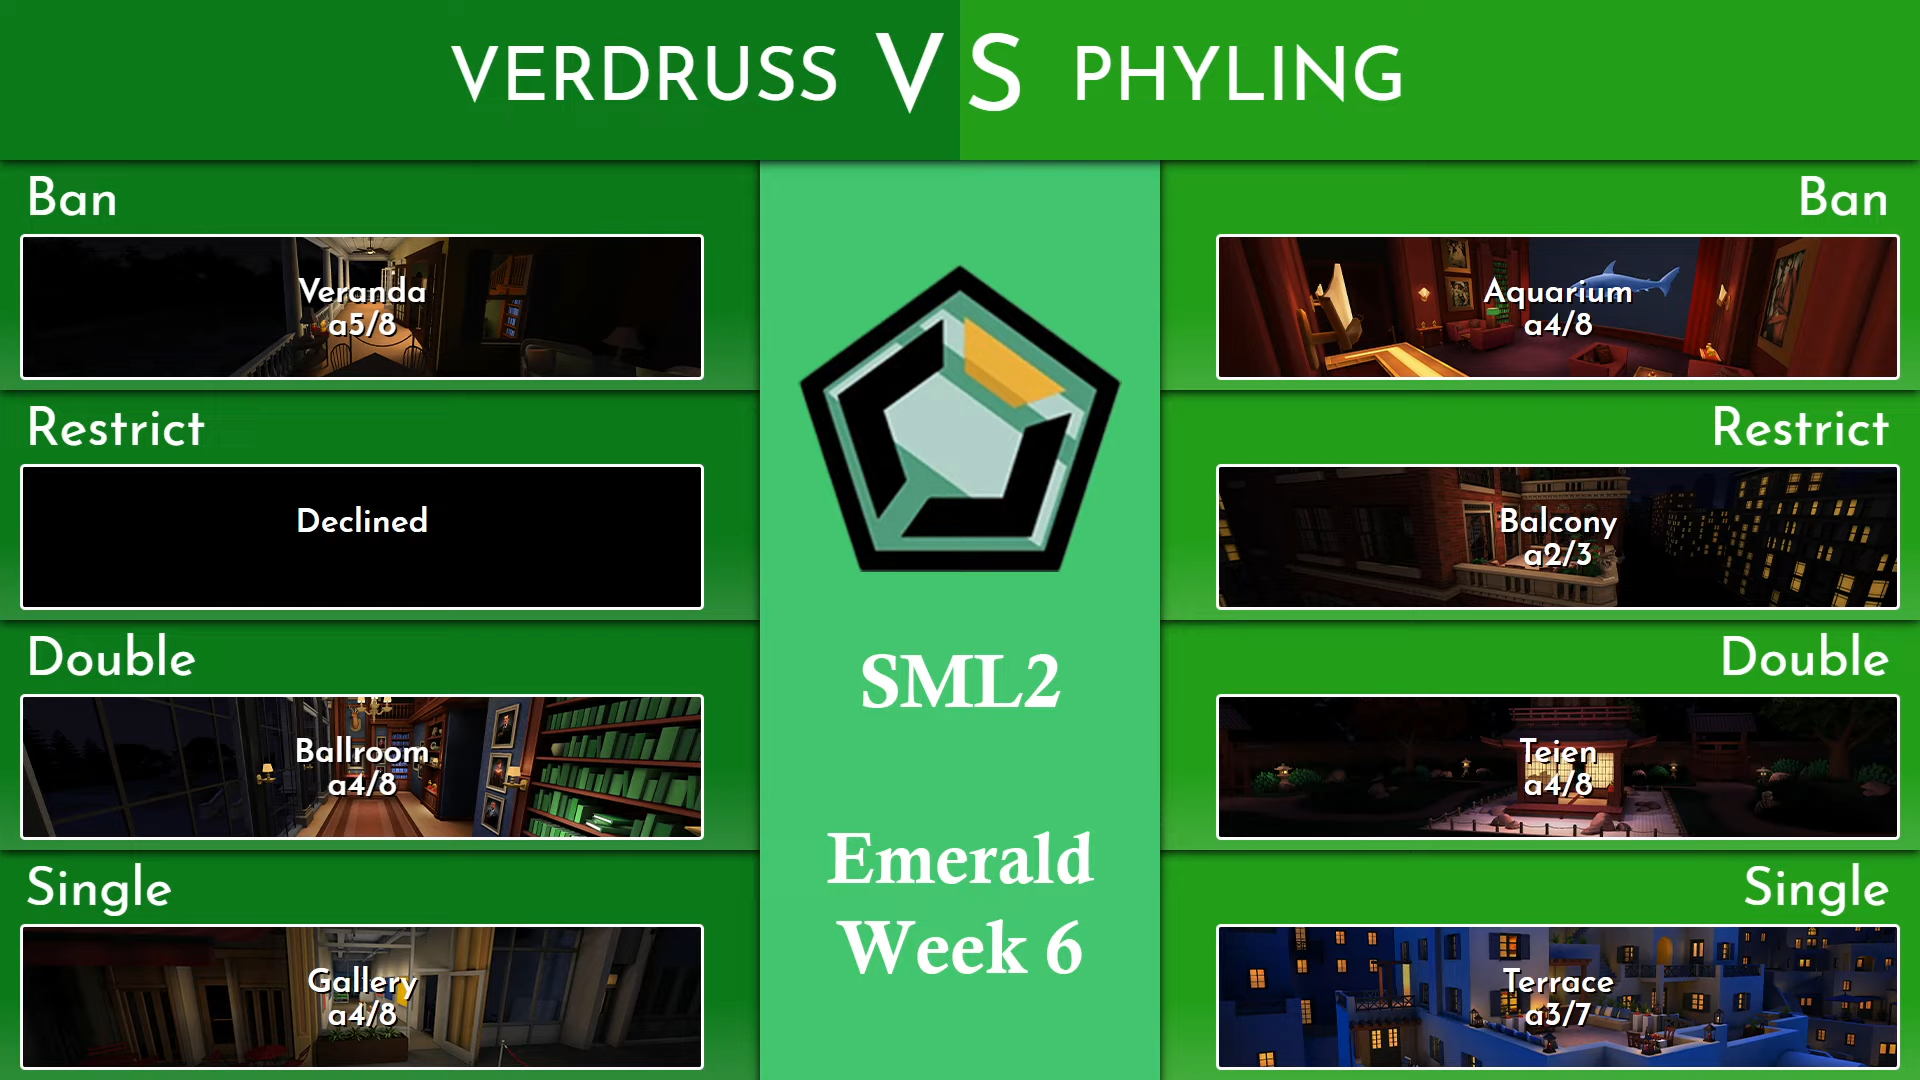 VERDRUSS VS PHYLING
Ban
Veranda
a5/8
Restrict
Declined
Double
Ballroom
a4/8
Single
Gallery
a4/8
SML2
Emerald
Week 6
Ban
Aquarium
a4/8
Restrict
Balcony
a2/3
Double
Teien
a4/8
Single
Terrace
a3/7